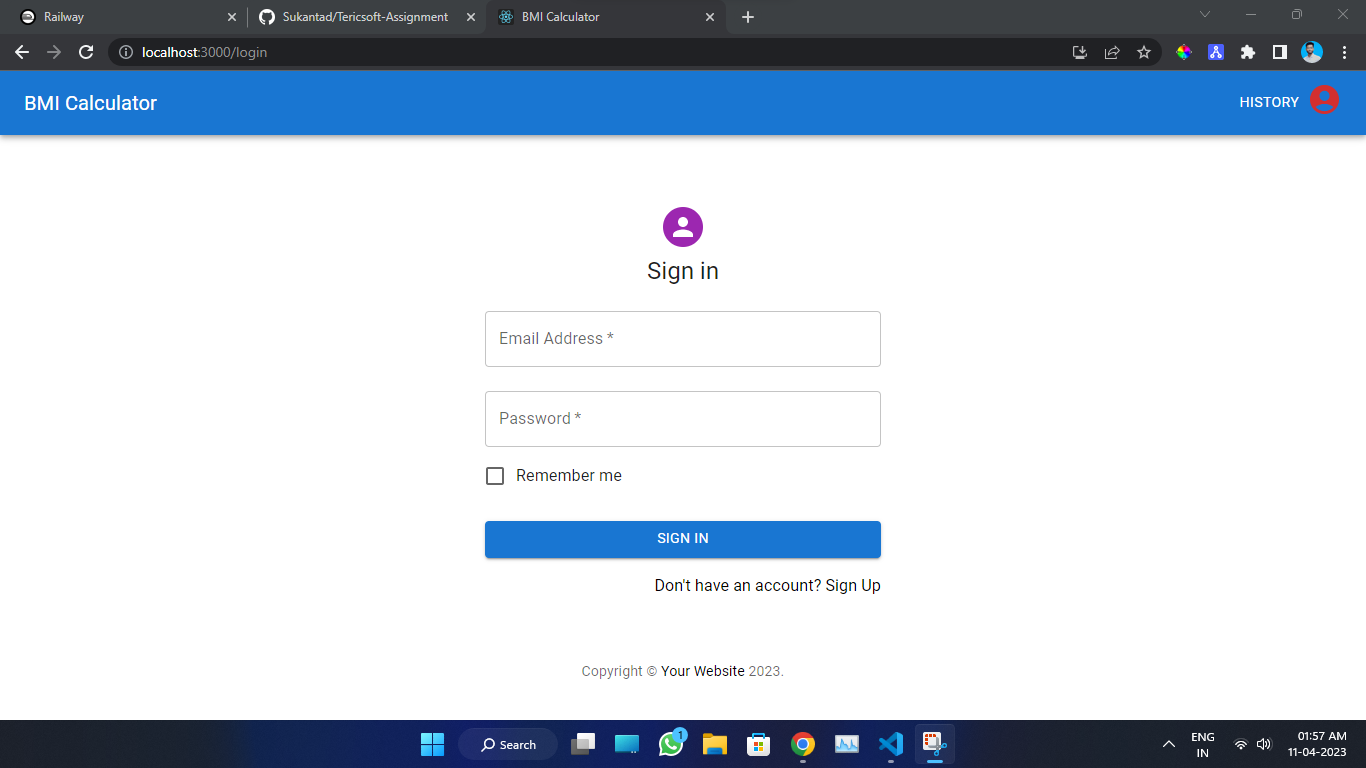 Railway
Sukantad/Tericsoft-Assignment
BMI Calculator
localhost:3000/login
BMI Calculator
HISTORY
Sign in
Email Address *
Password *
Remember me
SIGN IN
Don't have an account? Sign Up
Copyright © Your Website 2023.
Search
1
ENG
IN
01:57 AM
11-04-2023